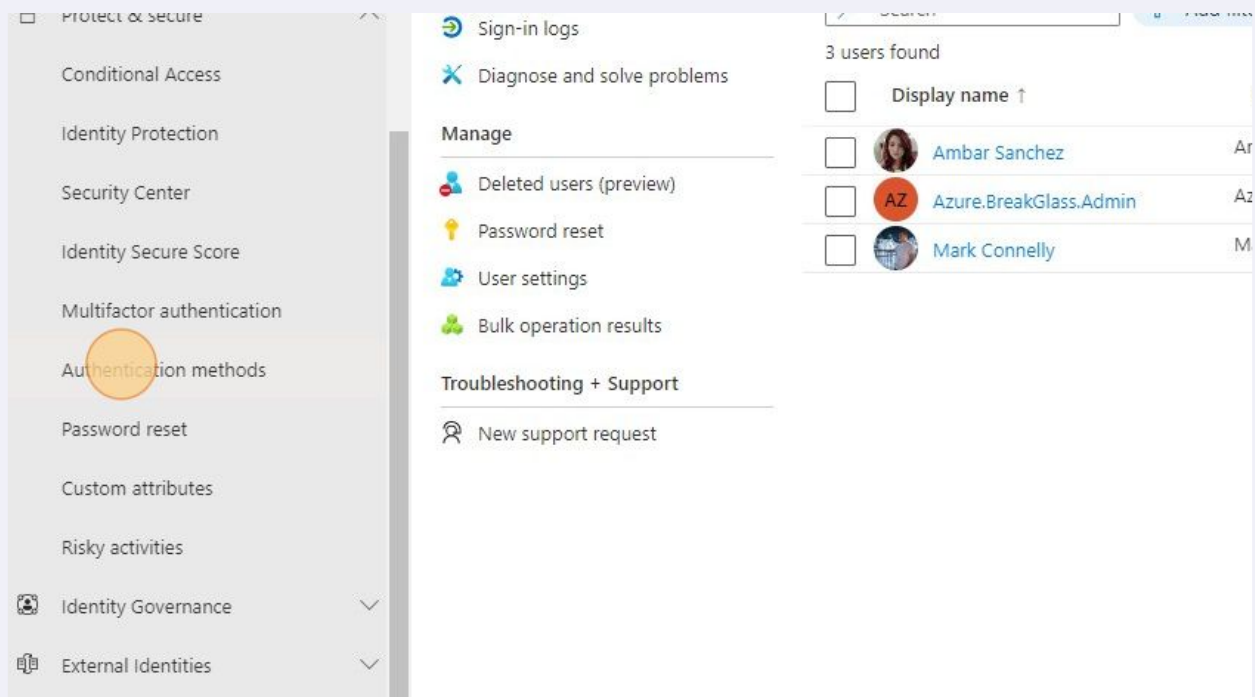 Protect & secure
Conditional Access
Identity Protection
Security Center
Identity Secure Score
Multifactor authentication
Authentication methods
Password reset
Custom attributes
Risky activities
Identity Governance
External Identities
Sign-in logs
Diagnose and solve problems
Manage
Deleted users (preview)
Password reset
User settings
Bulk operation results
Troubleshooting + Support
New support request
Search
3 users found
Display name ↑
Ambar Sanchez
AZ Azure.BreakGlass.Admin Az
Mark Connelly M